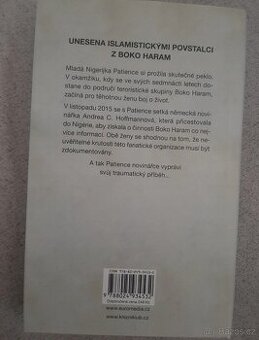 UNESENA ISLAMISTICKÝMI POVSTALCI
Z BOKO HARAM
Mladá Nigerijka Patience si prožila skutečné peklo.
V okamžiku, kdy se ve svých sedmnácti letech do-
stane do područí teroristické skupiny Boko Haram,
začíná pro těhotnou ženu boj o život.
V listopadu 2015 se s Patience setká německá novi-
nářka Andrea C. Hoffmannová, která přicestovala
do Nigérie, aby získala o činnosti Boko Haram co nej-
více informací. Obě ženy se shodnou na tom, že ne-
uvěřitelné krutosti této fanatické organizace musí být
zdokumentovány.
A tak Patience novinářce vypráví
svůj traumatický příběh...
9788024934532
www.euromedia.cz
www.kniznklub.cz